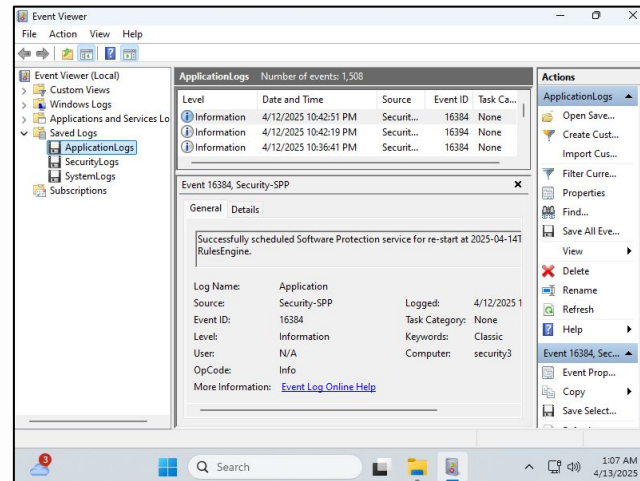 Event Viewer
File Action View Help
Event Viewer (Local)
Custom Views
Windows Logs
Applications and Services Lo
Saved Logs
ApplicationLogs
SecurityLogs
SystemLogs
Subscriptions
ApplicationLogs Number of events: 1,508
Level Date and Time Source Event ID Task Ca...
Information 4/12/2025 10:42:51 PM Securit... 16384 None
Information 4/12/2025 10:42:19 PM Securit... 16394 None
Information 4/12/2025 10:36:41 PM Securit... 16384 None
Event 16384, Security-SPP
General Details
Successfully scheduled Software Protection service for re-start at 2025-04-14T
RulesEngine.
Log Name: Application
Source: Security-SPP Logged: 4/12/2025 1
Event ID: 16384 Task Category: None
Level: Information Keywords: Classic
User: N/A Computer: security3
OpCode: Info
More Information: Event Log Online Help
Actions
ApplicationLogs
Open Save...
Create Cust...
Import Cus...
Filter Curre...
Properties
Find...
Save All Eve...
View
Delete
Rename
Refresh
Help
Event 16384, Sec...
Event Prop...
Copy
Save Select...
3
Search
1:07 AM
4/13/2025